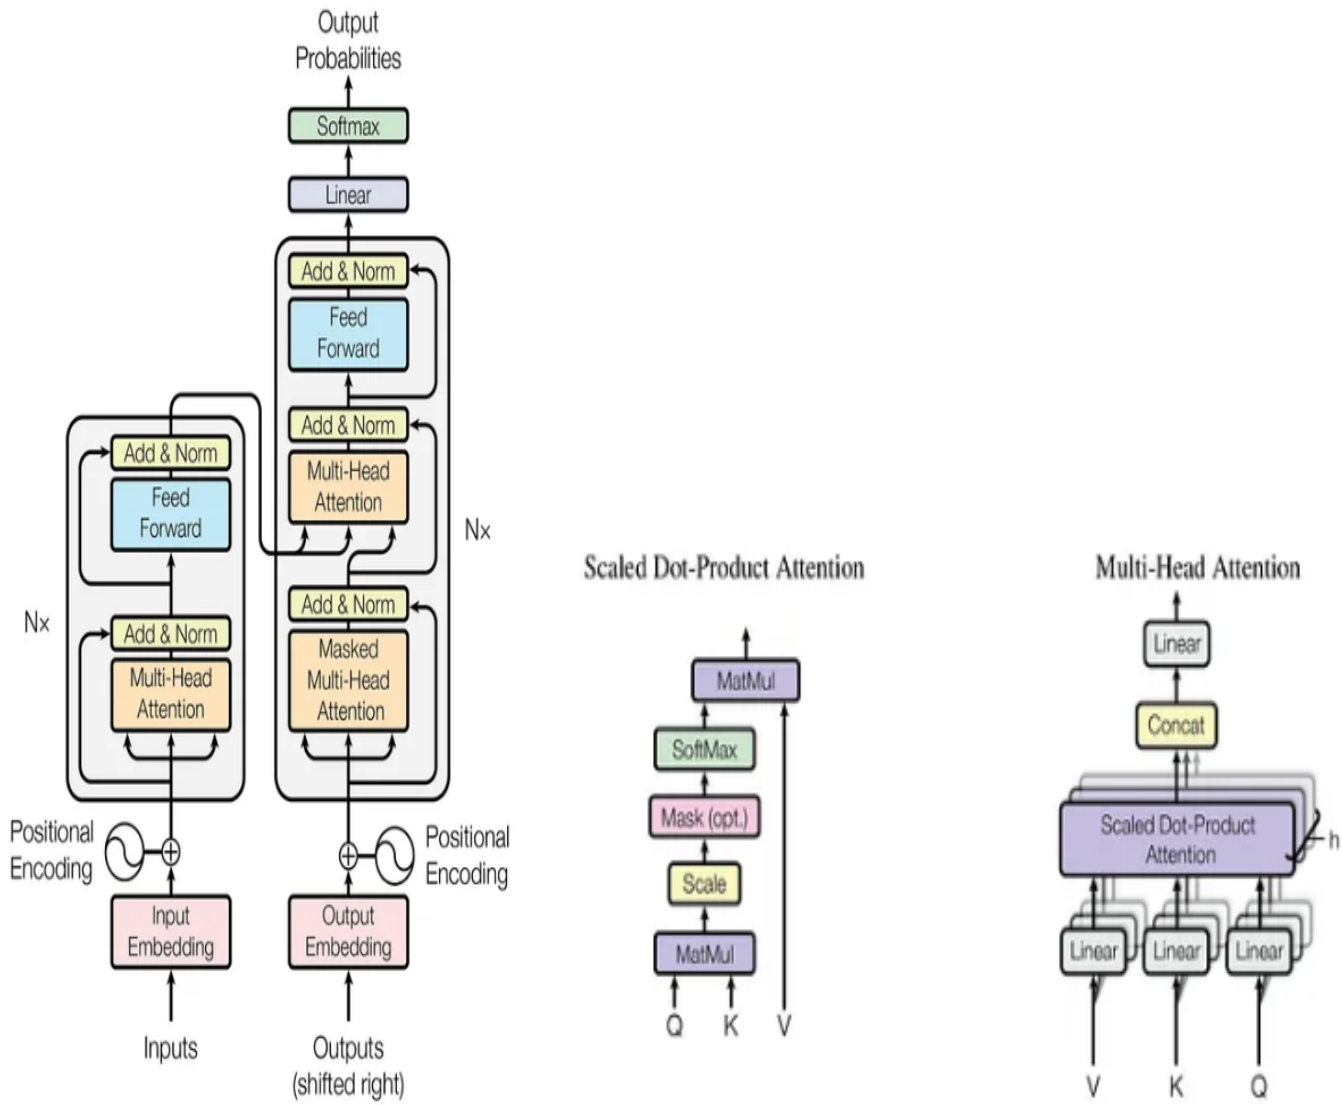 Output
Probabilities
Softmax
Linear
Add & Norm
Feed
Forward
Add & Norm
Multi-Head
Attention
Add & Norm
Masked
Multi-Head
Attention
Nx
Positional
Encoding
Output
Embedding
Outputs
(shifted right)
Add & Norm
Feed
Forward
Add & Norm
Multi-Head
Attention
Nx
Positional
Encoding
Input
Embedding
Inputs
Scaled Dot-Product Attention
MatMul
SoftMax
Mask (opt.)
Scale
MatMul
Q K V
Multi-Head Attention
Linear
Concat
Scaled Dot-Product
Attention
h
Linear Linear Linear
V K Q